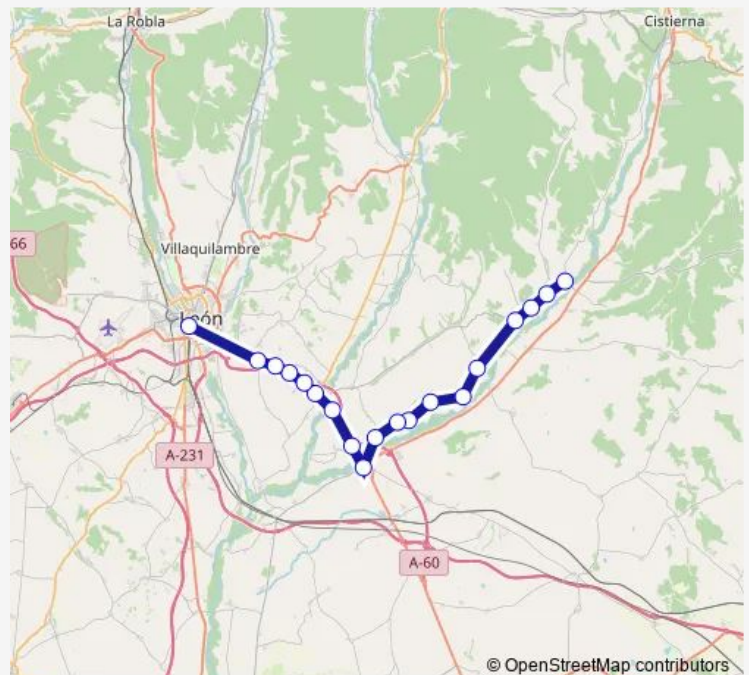 La Robla
Cistierna
66
Villaquilambre
León
A-231
A-60
© OpenStreetMap contributors